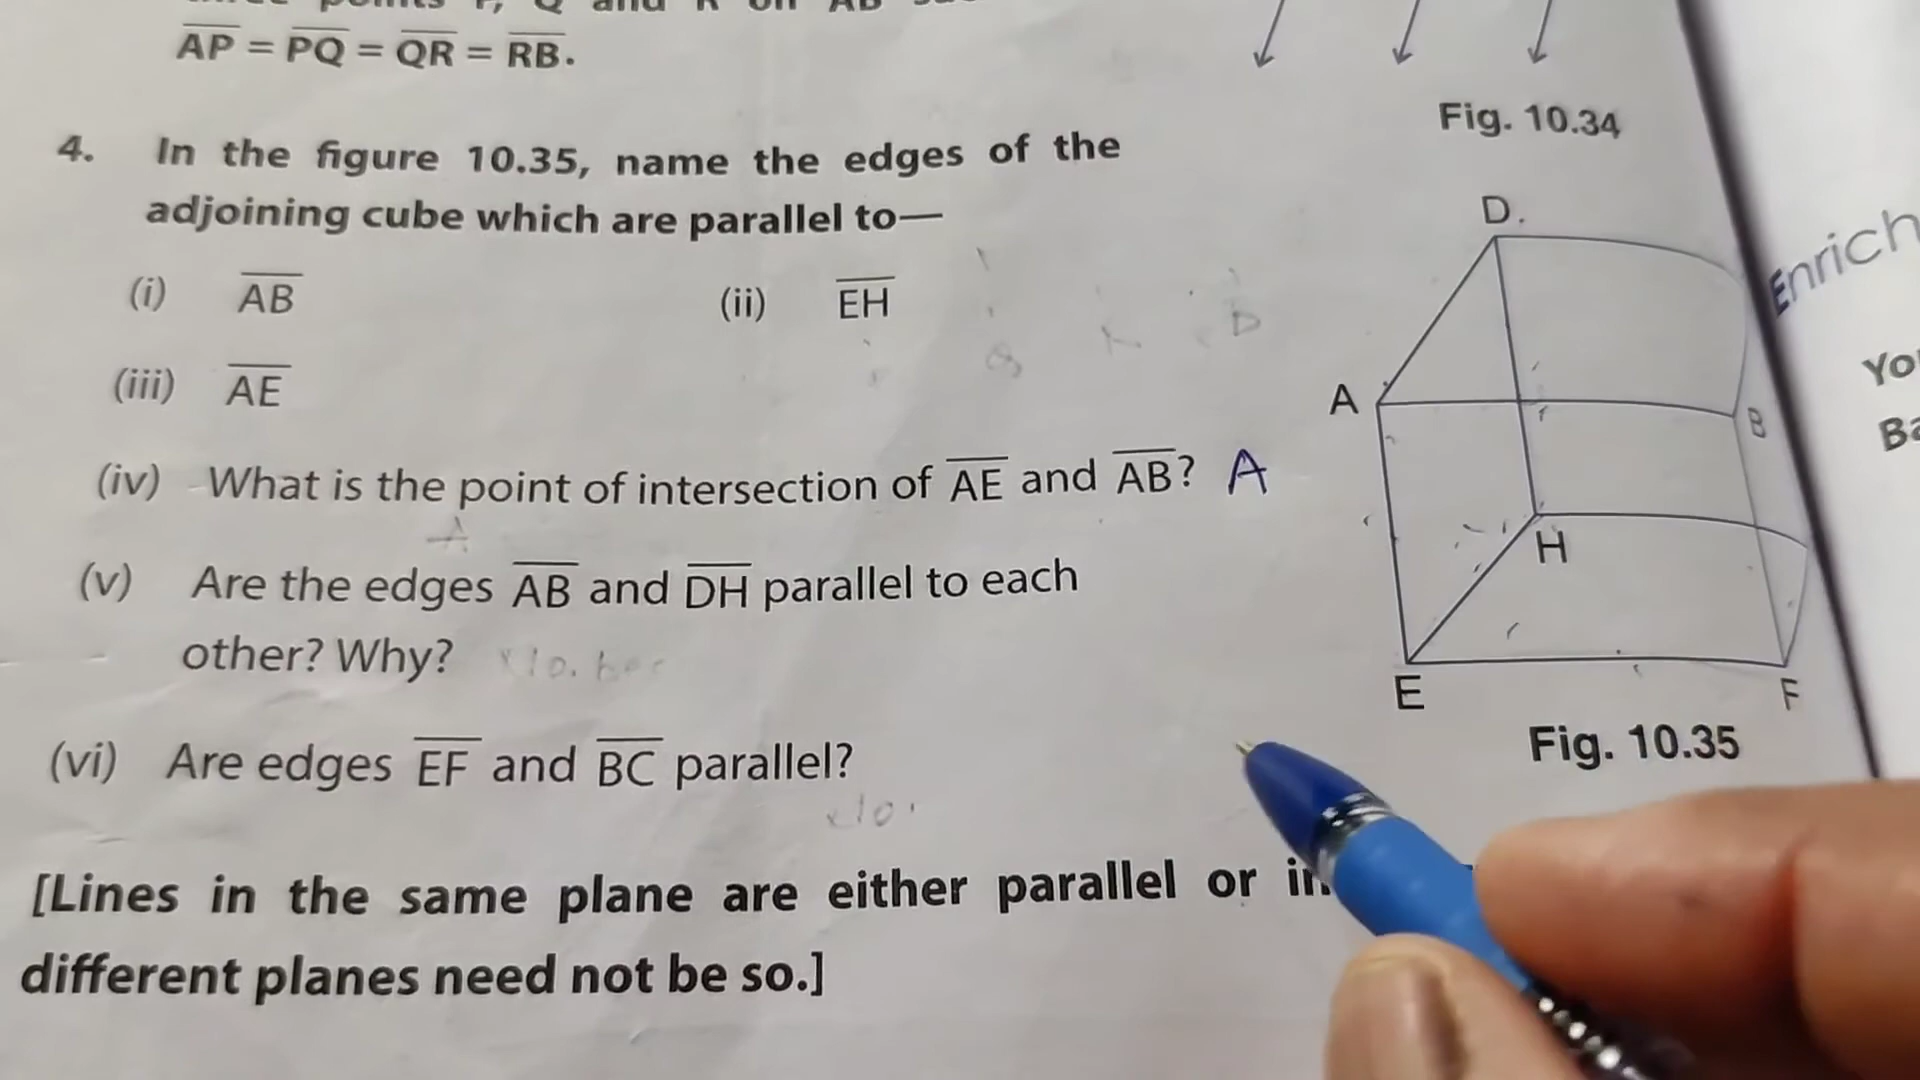 AP = PQ = QR = RB.
Fig. 10.34
4. In the figure 10.35, name the edges of the
adjoining cube which are parallel to—
(i) AB (ii) EH
(iii) AE
(iv) What is the point of intersection of AE and AB? A
(v) Are the edges AB and DH parallel to each
other? Why?
(vi) Are edges EF and BC parallel?
[Lines in the same plane are either parallel or
different planes need not be so.]
D.
A
B
H
E
F
Fig. 10.35
Enrich